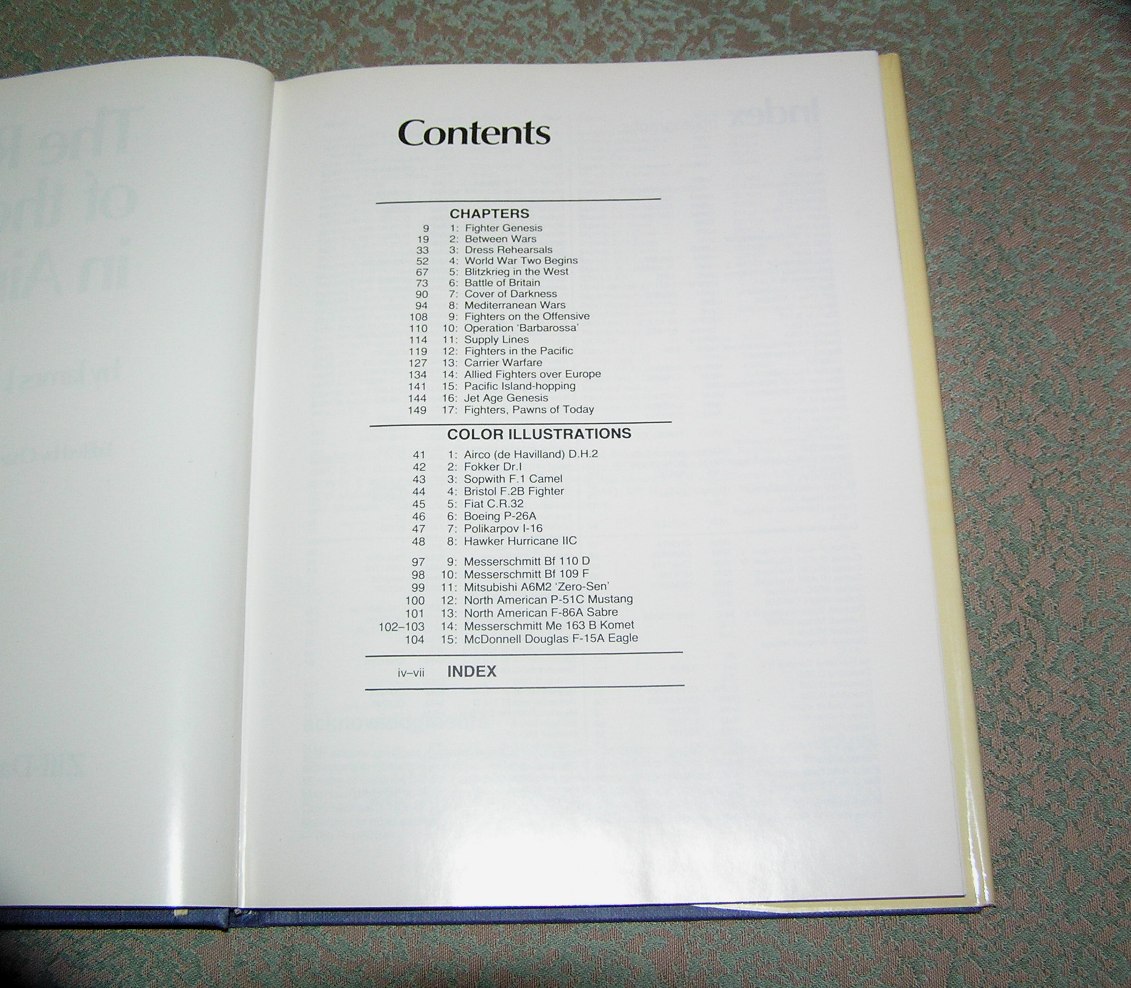 Contents
CHAPTERS
9 1: Fighter Genesis
19 2: Between Wars
33 3: Dress Rehearsals
52 4: World War Two Begins
67 5: Blitzkrieg in the West
73 6: Battle of Britain
90 7: Cover of Darkness
94 8: Mediterranean Wars
108 9: Fighters on the Offensive
110 10: Operation 'Barbarossa'
114 11: Supply Lines
119 12: Fighters in the Pacific
127 13: Carrier Warfare
134 14: Allied Fighters over Europe
141 15: Pacific Island-hopping
144 16: Jet Age Genesis
149 17: Fighters, Pawns of Today
COLOR ILLUSTRATIONS
41 1: Airco (de Havilland) D.H.2
42 2: Fokker Dr.I
43 3: Sopwith F.1 Camel
44 4: Bristol F.2B Fighter
45 5: Fiat C.R.32
46 6: Boeing P-26A
47 7: Polikarpov I-16
48 8: Hawker Hurricane IIC
97 9: Messerschmitt Bf 110 D
98 10: Messerschmitt Bf 109 F
99 11: Mitsubishi A6M2 'Zero-Sen'
100 12: North American P-51C Mustang
101 13: North American F-86A Sabre
102–103 14: Messerschmitt Me 163 B Komet
104 15: McDonnell Douglas F-15A Eagle
iv–vii INDEX